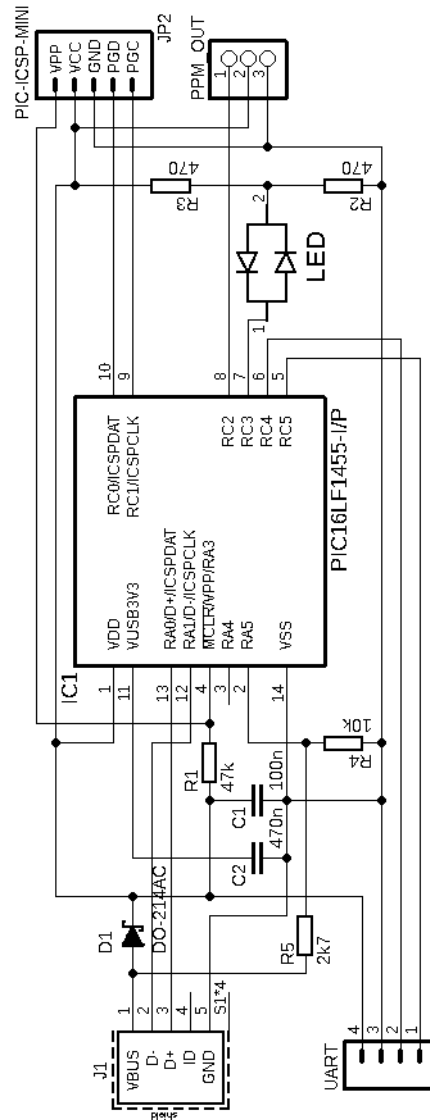 PIC-ICSP-MINI
JP2
VPP
VCC
GND
PGD
PGC
PPM_OUT
1
2
3
470
R3
470
R2
2
LED
1
10
9
8
7
6
5
RC0/ICSPDAT
RC1/ICSPCLK
RC2
RC3
RC4
RC5
PIC16LF1455-I/P
VDD
VUSB3V3
RA0/D+/ICSPDAT
RA1/D-/ICSPCLK
MCLR/VPP/RA3
RA4
RA5
VSS
IC1
1
11
13
12
4
3
2
14
R1
47k
10k
R4
C1
100n
C2
470n
D1
DO-214AC
R5
2k7
J1
VBUS
D-
D+
ID
GND
1
2
3
4
5
S1*4
shield
UART
4
3
2
1